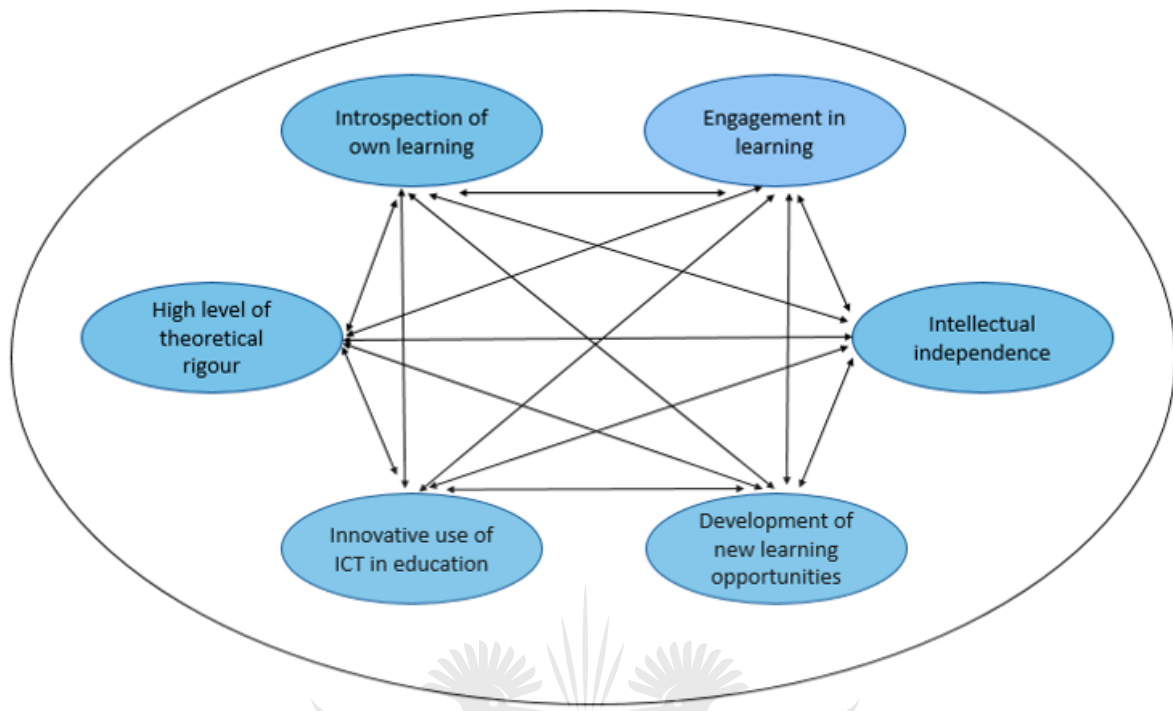 Introspection of
own learning
Engagement in
learning
High level of
theoretical
rigour
Intellectual
independence
Innovative use of
ICT in education
Development of
new learning
opportunities